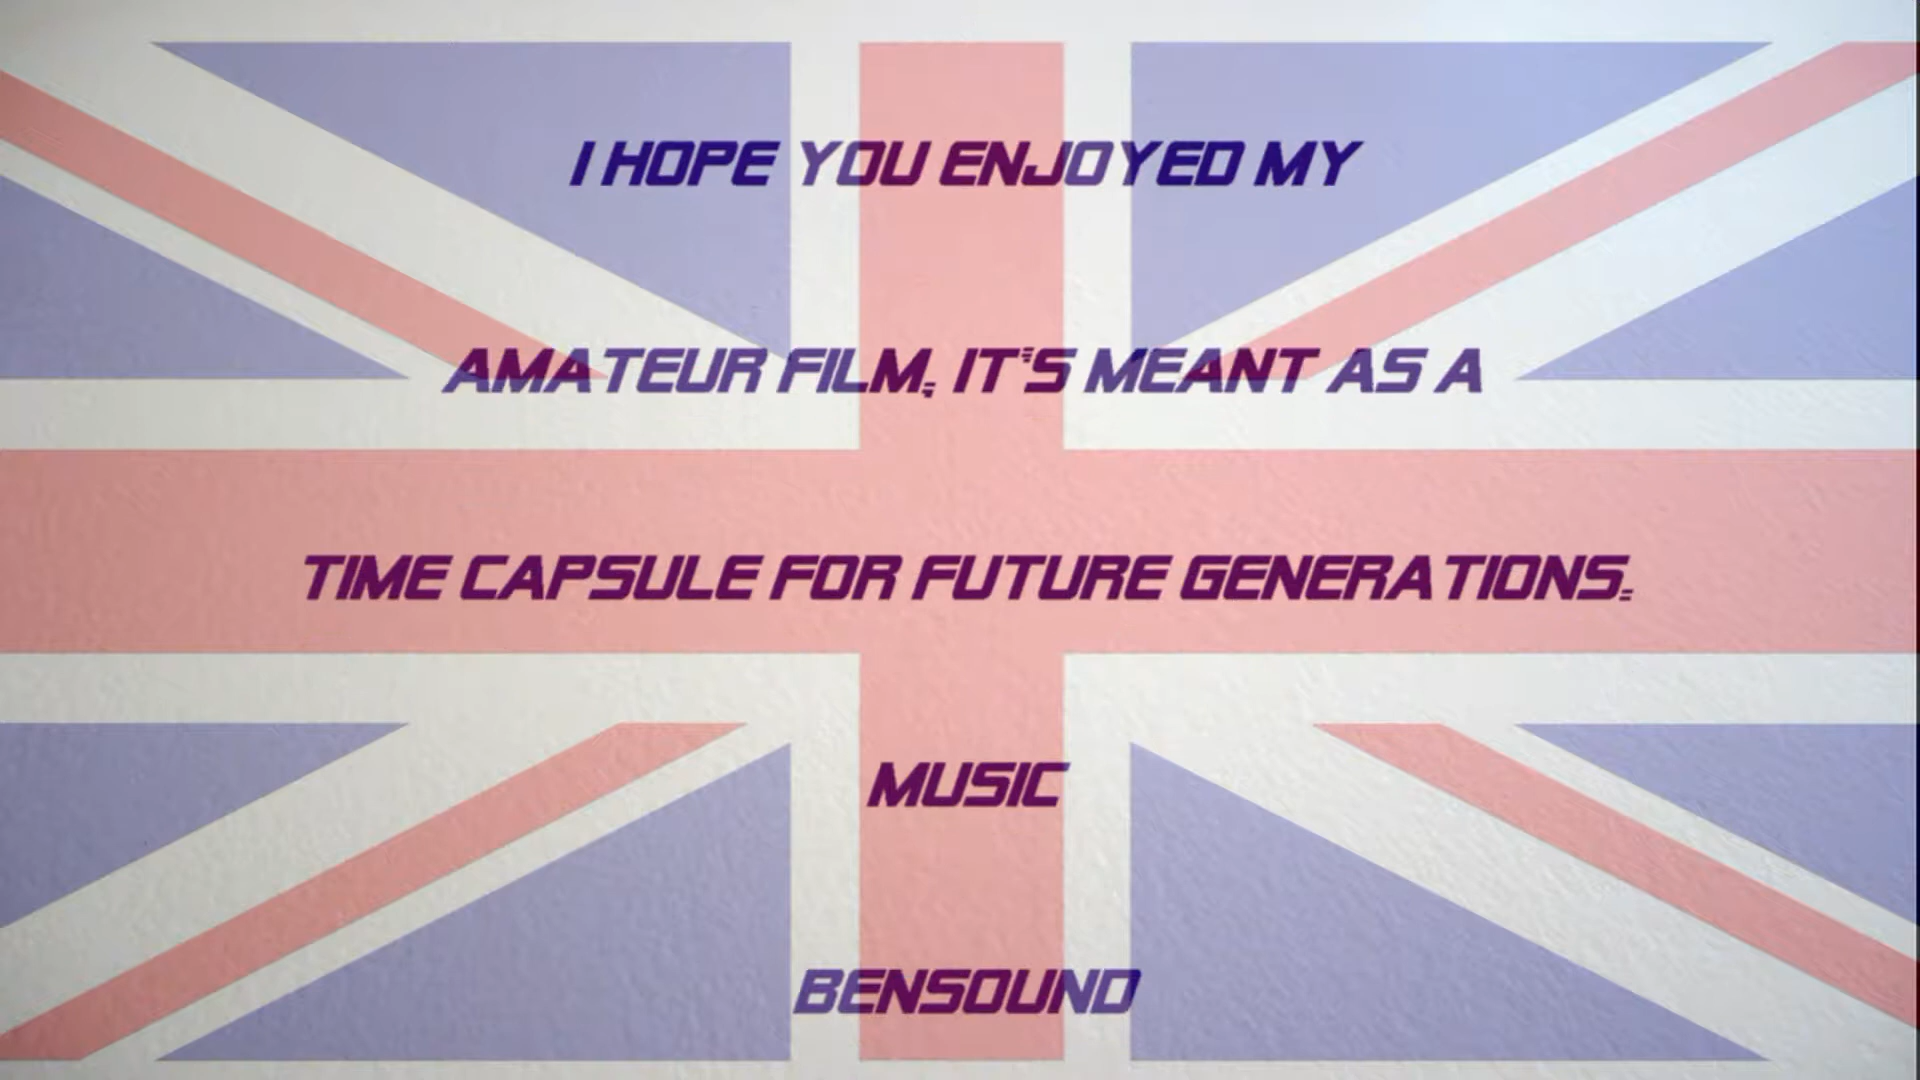 I HOPE YOU ENJOYED MY
AMATEUR FILM, IT'S MEANT AS A
TIME CAPSULE FOR FUTURE GENERATIONS.
MUSIC
BENSOUND